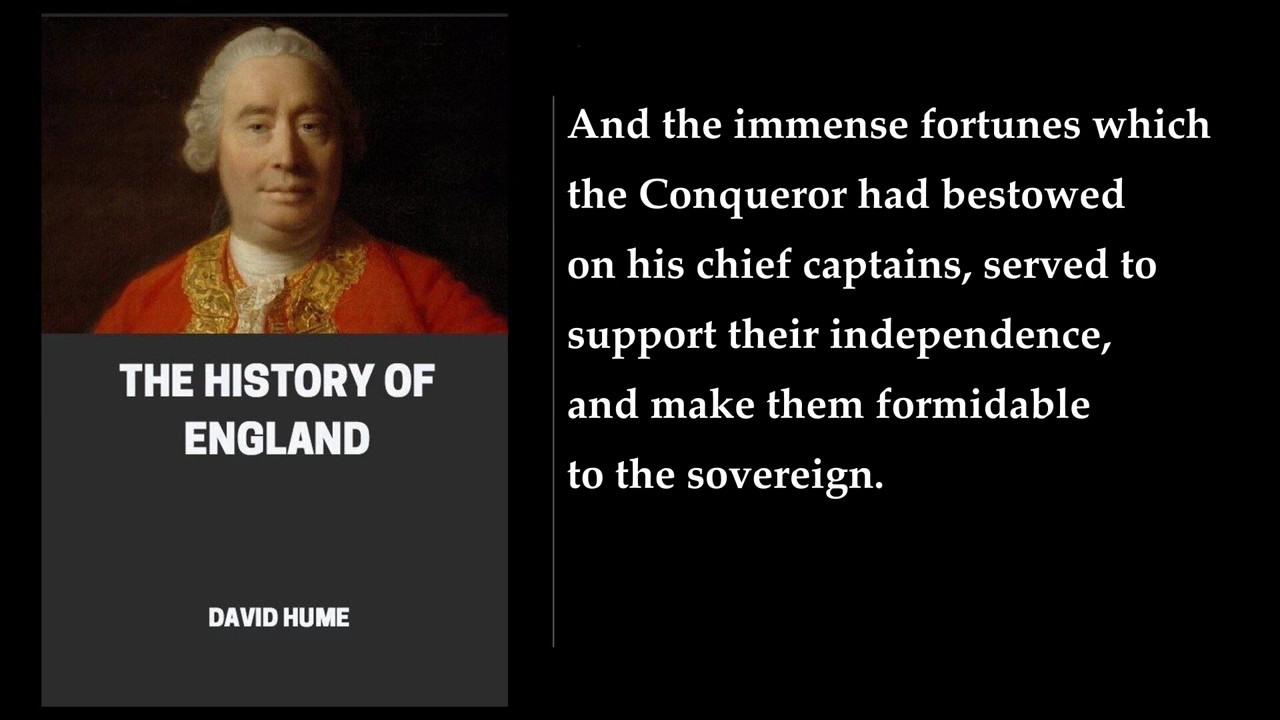 THE HISTORY OF
ENGLAND
DAVID HUME
And the immense fortunes which
the Conqueror had bestowed
on his chief captains, served to
support their independence,
and make them formidable
to the sovereign.